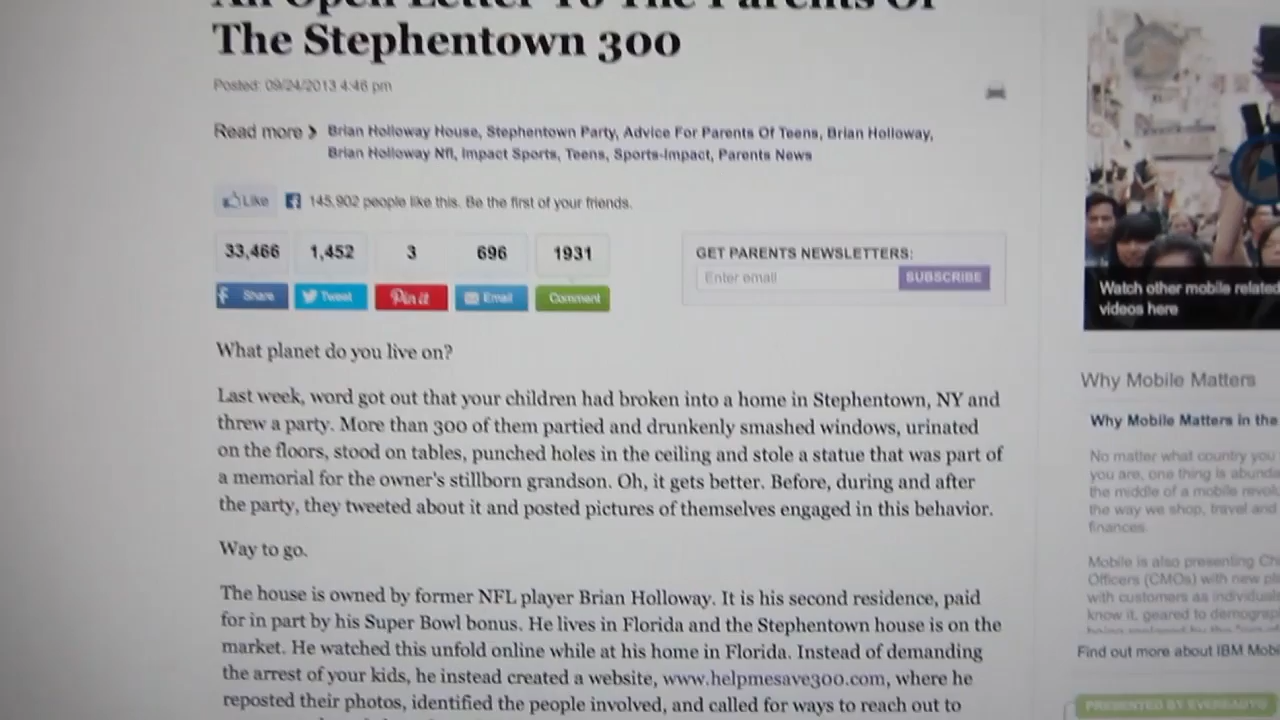 An Open Letter To The Parents Of
The Stephentown 300
Posted: 09/24/2013 4:46 pm
Read more > Brian Holloway House, Stephentown Party, Advice For Parents Of Teens, Brian Holloway,
Brian Holloway Nfl, Impact Sports, Teens, Sports-Impact, Parents News
Like 145,902 people like this. Be the first of your friends.
33,466 1,452 3 696 1931
Share Tweet Pin it Email Comment
GET PARENTS NEWSLETTERS:
Enter email SUBSCRIBE
What planet do you live on?
Last week, word got out that your children had broken into a home in Stephentown, NY and
threw a party. More than 300 of them partied and drunkenly smashed windows, urinated
on the floors, stood on tables, punched holes in the ceiling and stole a statue that was part of
a memorial for the owner's stillborn grandson. Oh, it gets better. Before, during and after
the party, they tweeted about it and posted pictures of themselves engaged in this behavior.
Way to go.
The house is owned by former NFL player Brian Holloway. It is his second residence, paid
for in part by his Super Bowl bonus. He lives in Florida and the Stephentown house is on the
market. He watched this unfold online while at his home in Florida. Instead of demanding
the arrest of your kids, he instead created a website, www.helpmesave300.com, where he
reposted their photos, identified the people involved, and called for ways to reach out to
Watch other mobile related
videos here
Why Mobile Matters
Why Mobile Matters in the
No matter what country you
you are, one thing is
the middle of a mobile
the way we shop, travel and
finances.
Mobile is also presenting
Officers (CMOs) with new
with customers as
know it, geared to
Find out more about IBM
PRESENTED BY